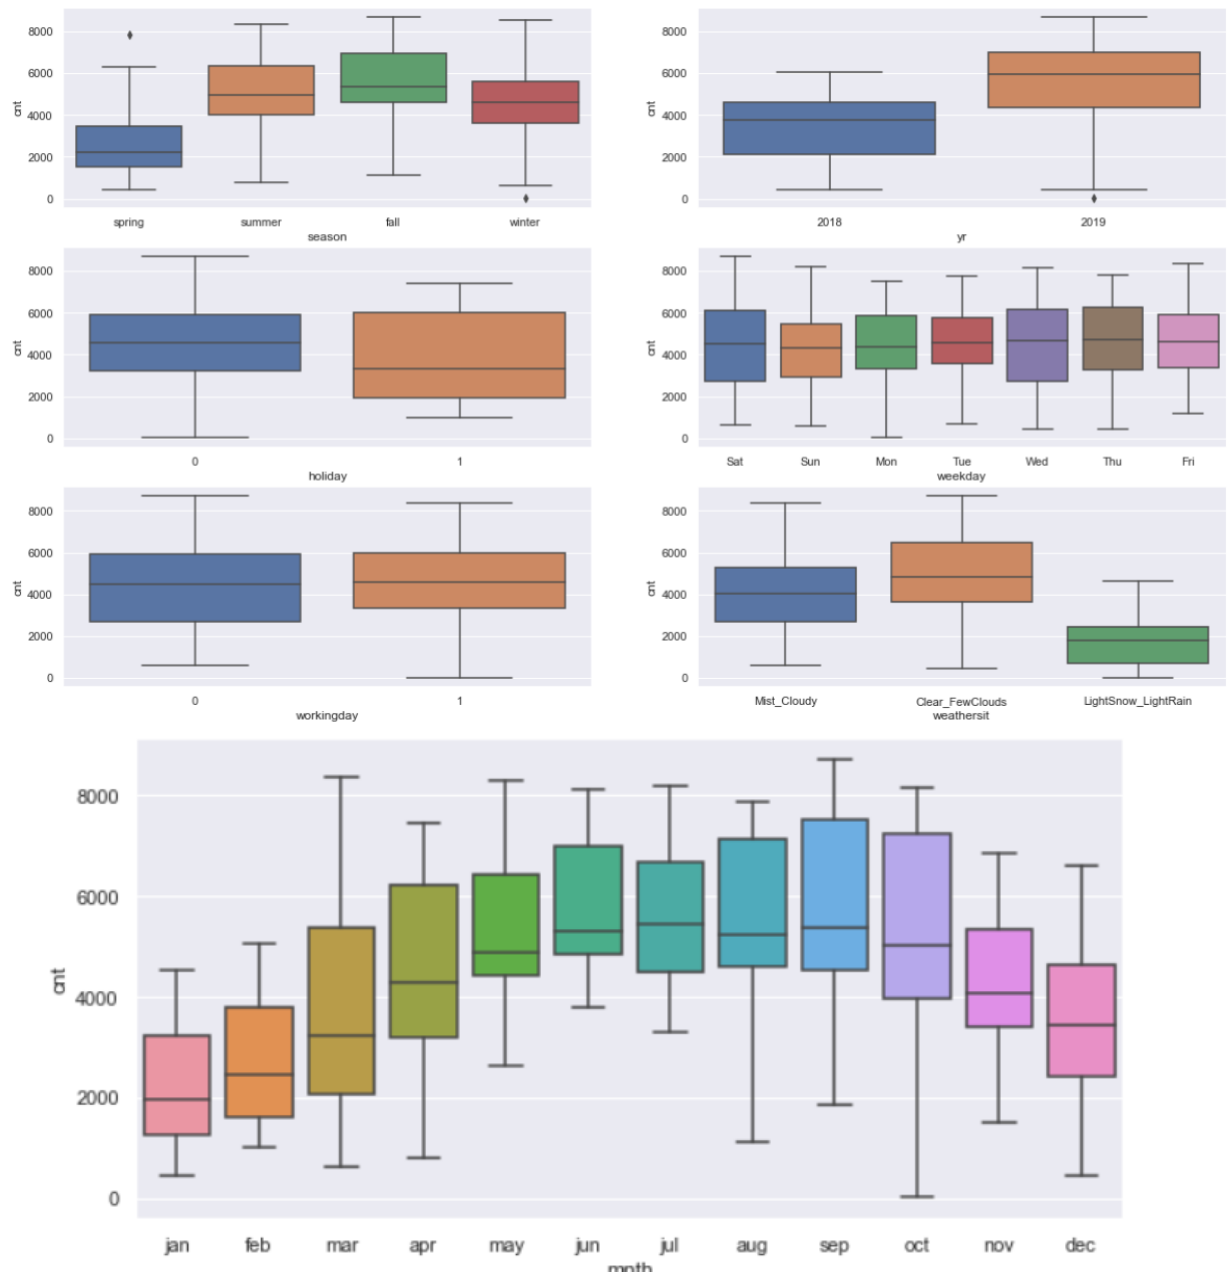 8000
6000
4000
2000
0
cnt
spring summer fall winter
season
8000
6000
4000
2000
0
cnt
2018 2019
yr
8000
6000
4000
2000
0
cnt
0 1
holiday
8000
6000
4000
2000
0
cnt
Sat Sun Mon Tue Wed Thu Fri
weekday
8000
6000
4000
2000
0
cnt
0 1
workingday
8000
6000
4000
2000
0
cnt
Mist_Cloudy Clear_FewClouds LightSnow_LightRain
weathersit
8000
6000
4000
2000
0
cnt
jan feb mar apr may jun jul aug sep oct nov dec
mnth